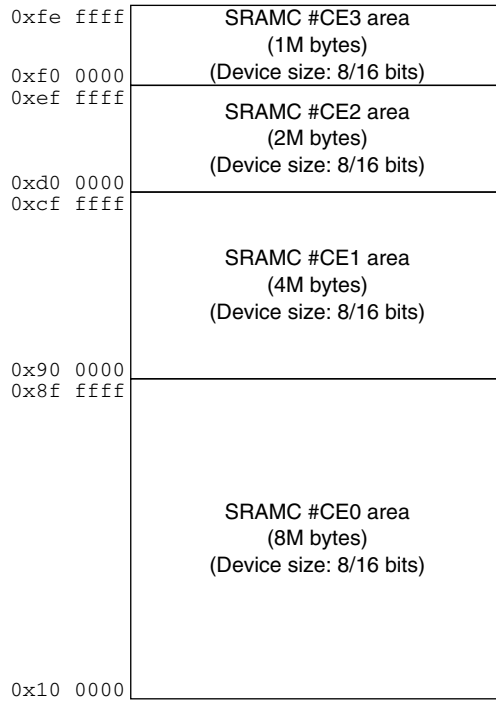 0xfe ffff
SRAMC #CE3 area
(1M bytes)
(Device size: 8/16 bits)
0xf0 0000
0xef ffff
SRAMC #CE2 area
(2M bytes)
(Device size: 8/16 bits)
0xd0 0000
0xcf ffff
SRAMC #CE1 area
(4M bytes)
(Device size: 8/16 bits)
0x90 0000
0x8f ffff
SRAMC #CE0 area
(8M bytes)
(Device size: 8/16 bits)
0x10 0000